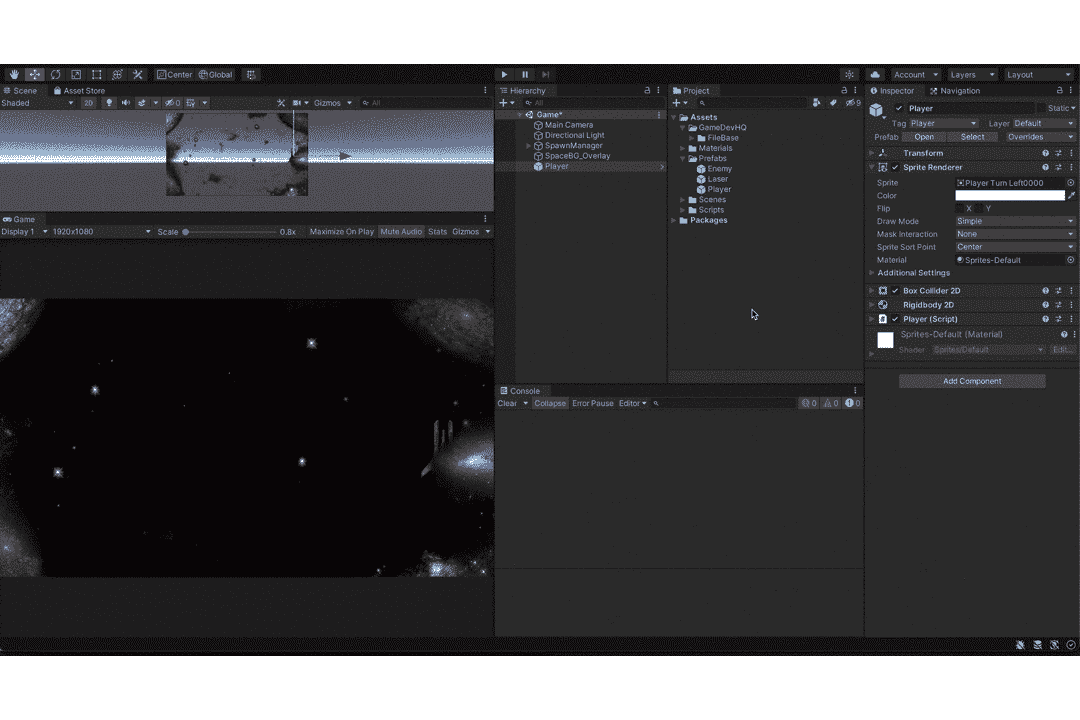 Center Global
Account Layers Layout
Scene Asset Store
Shaded 2D 0 Gizmos All
Game
Display 1 1920x1080 Scale 0.8x Maximize On Play Mute Audio Stats Gizmos
Hierarchy
All
Game*
Main Camera
Directional Light
SpawnManager
SpaceBG_Overlay
Player
Project
9
Assets
GameDevHQ
FileBase
Materials
Prefabs
Enemy
Laser
Player
Scenes
Scripts
Packages
Console
Clear Collapse Error Pause Editor 0 0 0
Inspector Navigation
Player Static
Tag Player Layer Default
Prefab Open Select Overrides
Transform
Sprite Renderer
Sprite Player Turn Left0000
Color
Flip X Y
Draw Mode Simple
Mask Interaction None
Sprite Sort Point Center
Material Sprites-Default
Additional Settings
Box Collider 2D
Rigidbody 2D
Player (Script)
Sprites-Default (Material)
Shader Sprites/Default Edit...
Add Component